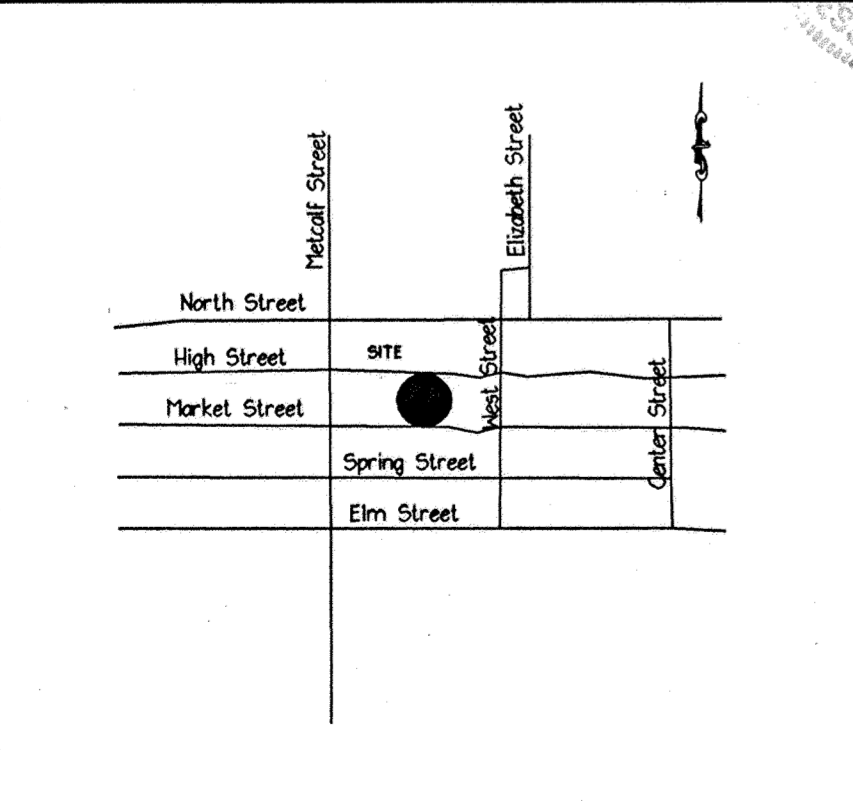 Metcalf Street
Elizabeth Street
North Street
High Street
SITE
West Street
Market Street
Center Street
Spring Street
Elm Street